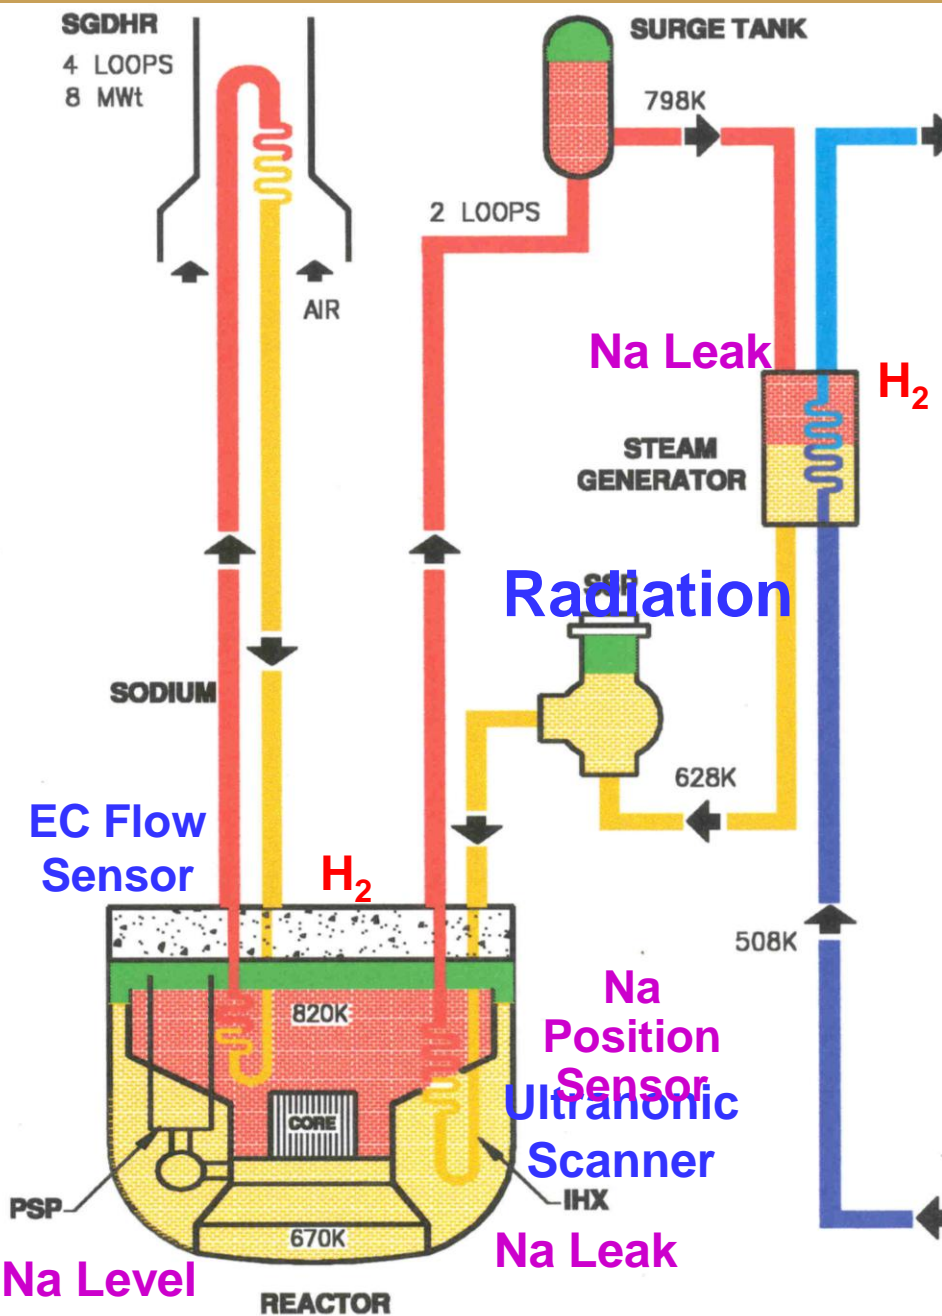 SGDHR
4 LOOPS
8 MWt
SURGE TANK
798K
2 LOOPS
AIR
Na Leak
H2
STEAM
GENERATOR
Radiation
SSP
SODIUM
628K
EC Flow
Sensor
H2
508K
820K
Na
Position
Sensor
Ultranonic
Scanner
CORE
PSP
IHX
670K
Na Leak
Na Level
REACTOR